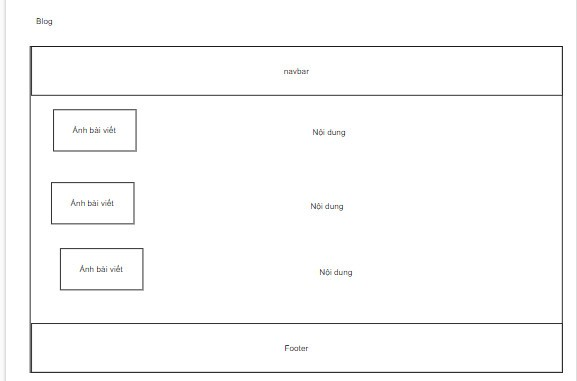 Blog
navbar
Ảnh bài viết
Nội dung
Ảnh bài viết
Nội dung
Ảnh bài viết
Nội dung
Footer